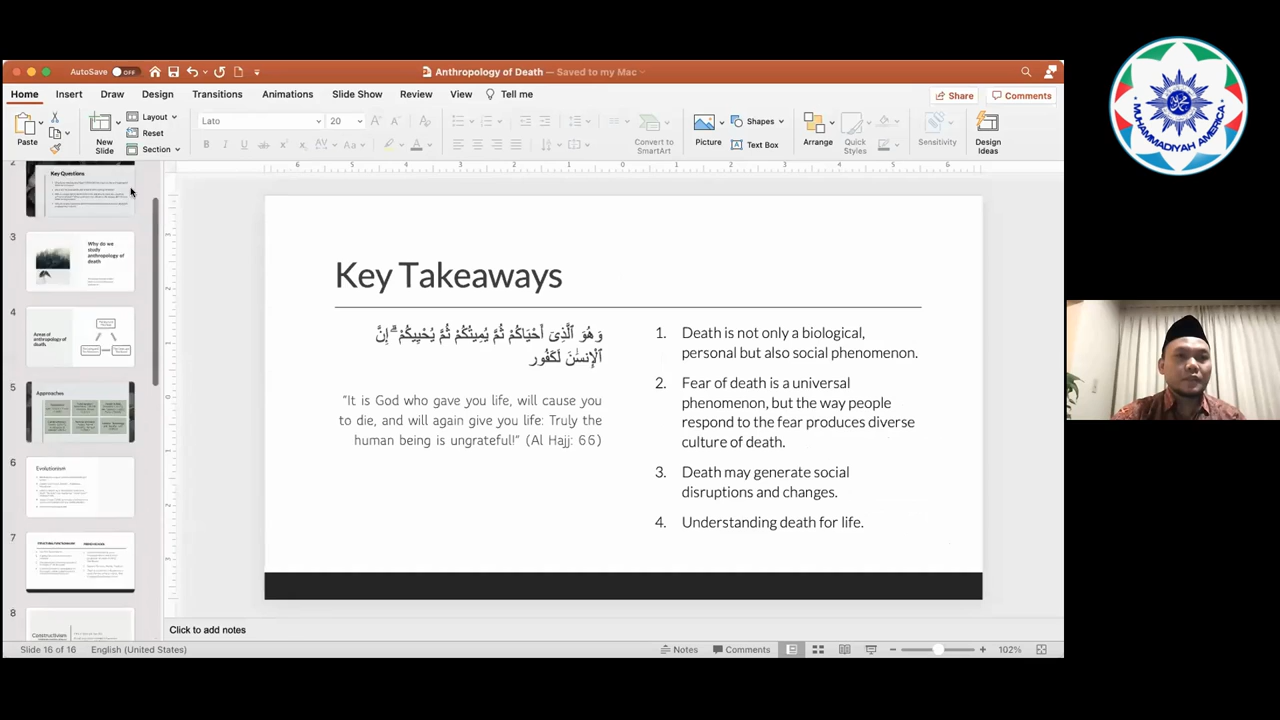 AutoSave OFF
Anthropology of Death — Saved to my Mac
Home Insert Draw Design Transitions Animations Slide Show Review View Tell me
Share Comments
Paste
New Slide
Layout
Reset
Section
Lato 20
Convert to SmartArt
Picture
Shapes
Text Box
Arrange
Quick Styles
Sensitivity
Design Ideas
MUHAMMADIYAH AMERICA
2
Key Questions
3
Why do we study anthropology of death
4
Areas of anthropology of death.
5
Approaches
6
Evolutionism
7
8
Constructivism
Key Takeaways
وَهُوَ ٱلَّذِىٓ أَحْيَاكُمْ ثُمَّ يُمِيتُكُمْ ثُمَّ يُحْيِيكُمْ ۗ إِنَّ
ٱلْإِنسَٰنَ لَكَفُورٌ
"It is God who gave you life, will cause you
to die, and will again give you life: Truly the
human being is ungrateful!" (Al Hajj: 66)
1. Death is not only a biological,
personal but also social phenomenon.
2. Fear of death is a universal
phenomenon, but the way people
respond to the fear produces diverse
culture of death.
3. Death may generate social
disruptions and changes.
4. Understanding death for life.
Click to add notes
Slide 16 of 16 English (United States) Notes Comments 102%